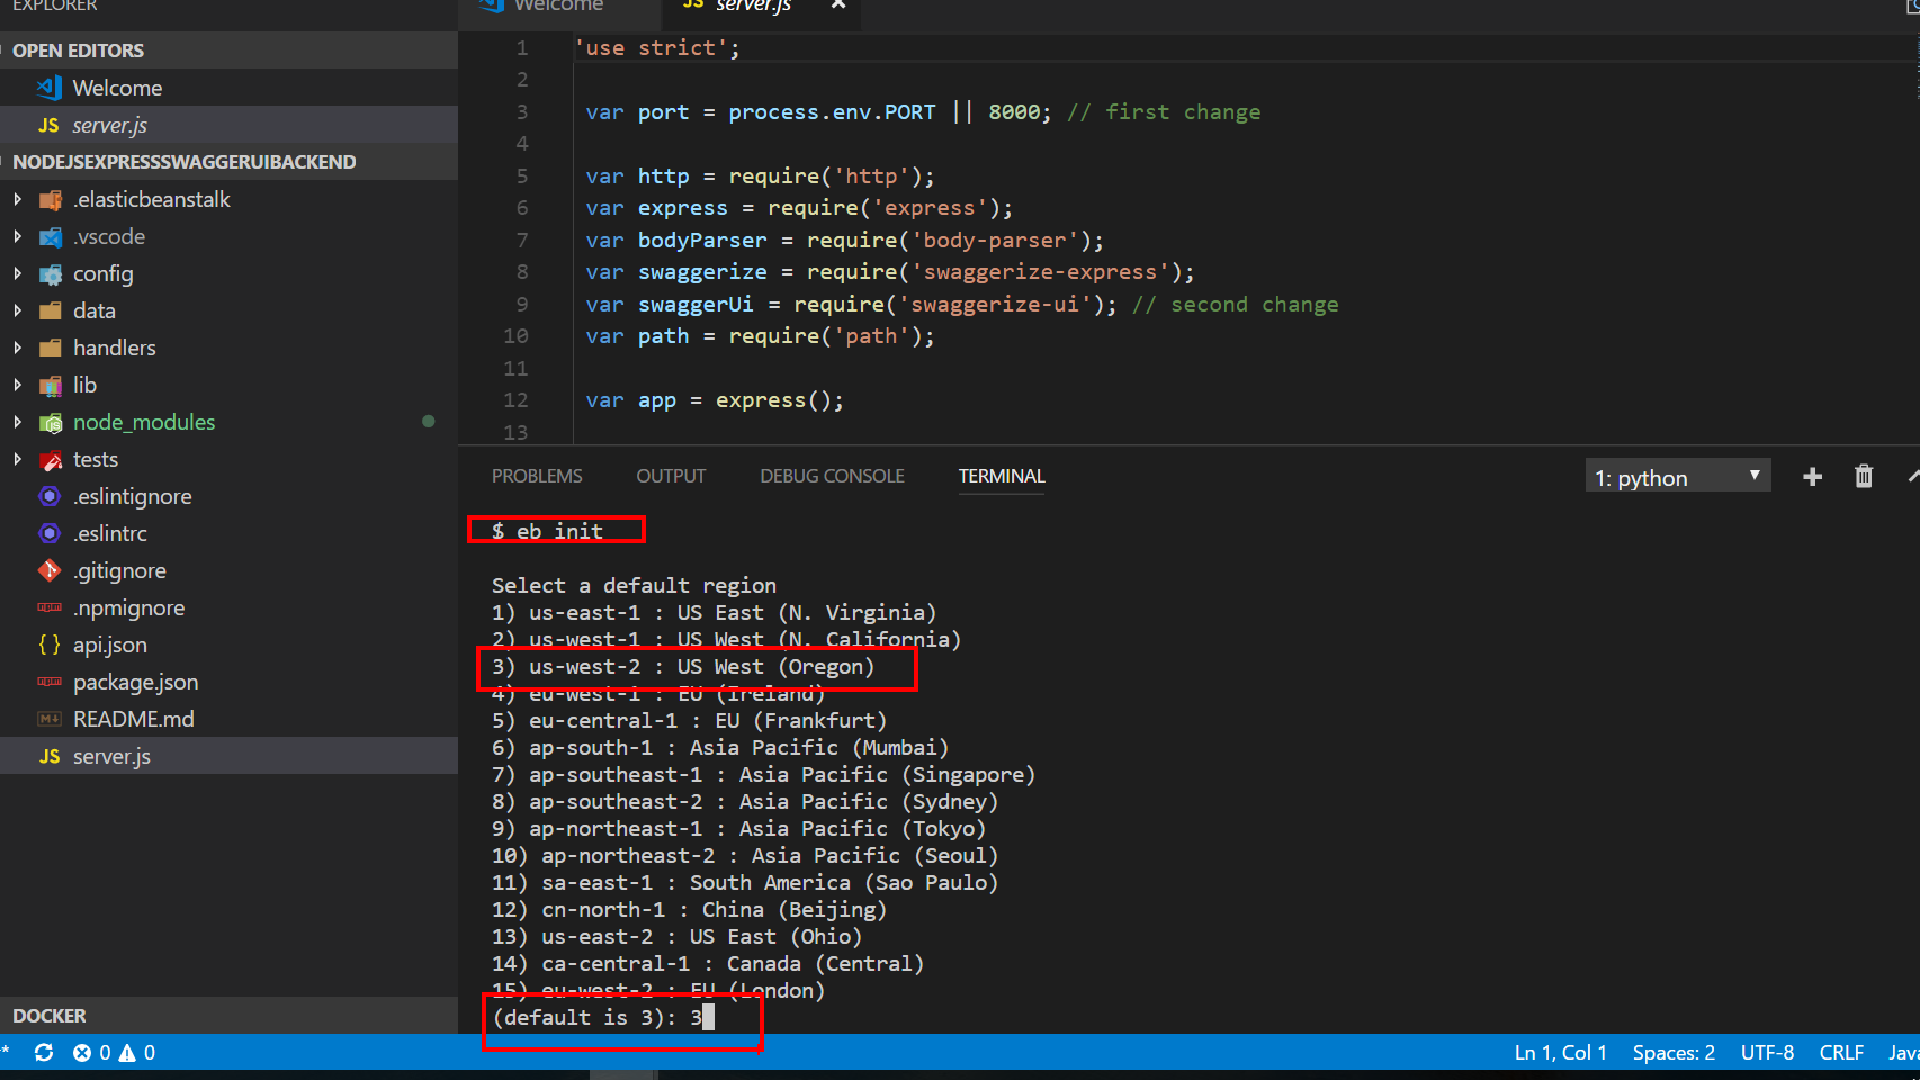 EXPLORER
OPEN EDITORS
Welcome
JS server.js
NODEJSEXPRESSSWAGGERUIBACKEND
.elasticbeanstalk
.vscode
config
data
handlers
lib
node_modules
tests
.eslintignore
.eslintrc
.gitignore
.npmignore
{ } api.json
package.json
README.md
JS server.js
DOCKER
Welcome
JS server.js
1 'use strict';
2
3 var port = process.env.PORT || 8000; // first change
4
5 var http = require('http');
6 var express = require('express');
7 var bodyParser = require('body-parser');
8 var swaggerize = require('swaggerize-express');
9 var swaggerUi = require('swaggerize-ui'); // second change
10 var path = require('path');
11
12 var app = express();
13
PROBLEMS OUTPUT DEBUG CONSOLE TERMINAL 1: python
$ eb init
Select a default region
1) us-east-1 : US East (N. Virginia)
2) us-west-1 : US West (N. California)
3) us-west-2 : US West (Oregon)
4) eu-west-1 : EU (Ireland)
5) eu-central-1 : EU (Frankfurt)
6) ap-south-1 : Asia Pacific (Mumbai)
7) ap-southeast-1 : Asia Pacific (Singapore)
8) ap-southeast-2 : Asia Pacific (Sydney)
9) ap-northeast-1 : Asia Pacific (Tokyo)
10) ap-northeast-2 : Asia Pacific (Seoul)
11) sa-east-1 : South America (Sao Paulo)
12) cn-north-1 : China (Beijing)
13) us-east-2 : US East (Ohio)
14) ca-central-1 : Canada (Central)
15) eu-west-2 : EU (London)
(default is 3): 3
* 0 0 Ln 1, Col 1 Spaces: 2 UTF-8 CRLF Java